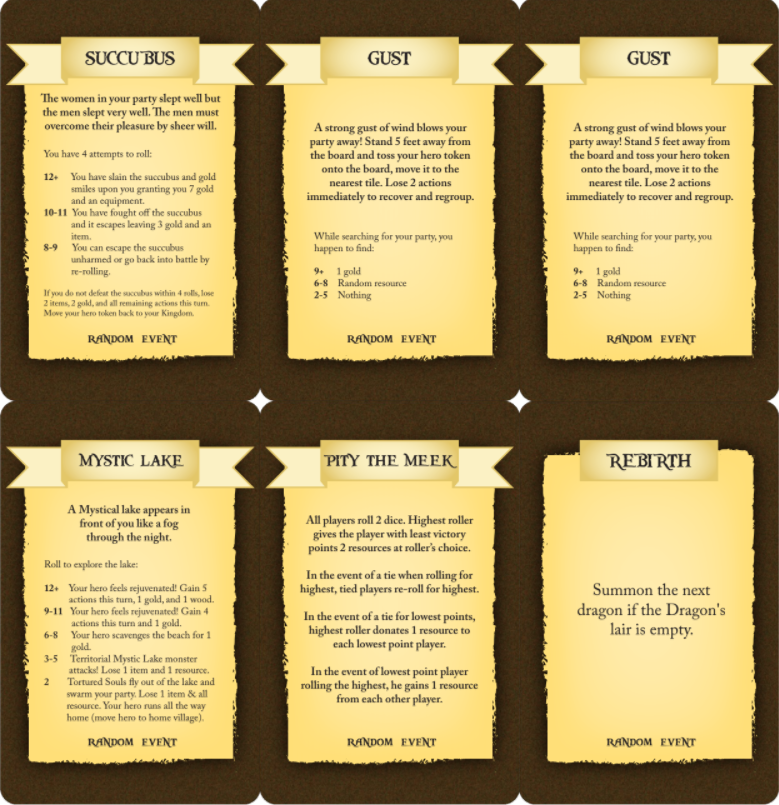 SUCCUBUS
The women in your party slept well but
the men slept very well. The men must
overcome their pleasure by sheer will.
You have 4 attempts to roll:
12+ You have slain the succubus and gold
smiles upon you granting you 7 gold
and an equipment.
10-11 You have fought off the succubus
and it escapes leaving 3 gold and an
item.
8-9 You can escape the succubus
unharmed or go back into battle by
re-rolling.
If you do not defeat the succubus within 4 rolls, lose
2 items, 2 gold, and all remaining actions this turn.
Move your hero token back to your Kingdom.
RANDOM EVENT
GUST
A strong gust of wind blows your
party away! Stand 5 feet away from
the board and toss your hero token
onto the board, move it to the
nearest tile. Lose 2 actions
immediately to recover and regroup.
While searching for your party, you
happen to find:
9+ 1 gold
6-8 Random resource
2-5 Nothing
RANDOM EVENT
GUST
A strong gust of wind blows your
party away! Stand 5 feet away from
the board and toss your hero token
onto the board, move it to the
nearest tile. Lose 2 actions
immediately to recover and regroup.
While searching for your party, you
happen to find:
9+ 1 gold
6-8 Random resource
2-5 Nothing
RANDOM EVENT
MYSTIC LAKE
A Mystical lake appears in
front of you like a fog
through the night.
Roll to explore the lake:
12+ Your hero feels rejuvenated! Gain 5
actions this turn, 1 gold, and 1 wood.
9-11 Your hero feels rejuvenated! Gain 4
actions this turn and 1 gold.
6-8 Your hero scavenges the beach for 1
gold.
3-5 Territorial Mystic Lake monster
attacks! Lose 1 item and 1 resource.
2 Tortured Souls fly out of the lake and
swarm your party. Lose 1 item & all
resource. Your hero runs all the way
home (move hero to home village).
RANDOM EVENT
PITY THE MEEK
All players roll 2 dice. Highest roller
gives the player with least victory
points 2 resources at roller's choice.
In the event of a tie when rolling for
highest, tied players re-roll for highest.
In the event of a tie for lowest points,
highest roller donates 1 resource to
each lowest point player.
In the event of lowest point player
rolling the highest, he gains 1 resource
from each other player.
RANDOM EVENT
REBIRTH
Summon the next
dragon if the Dragon's
lair is empty.
RANDOM EVENT